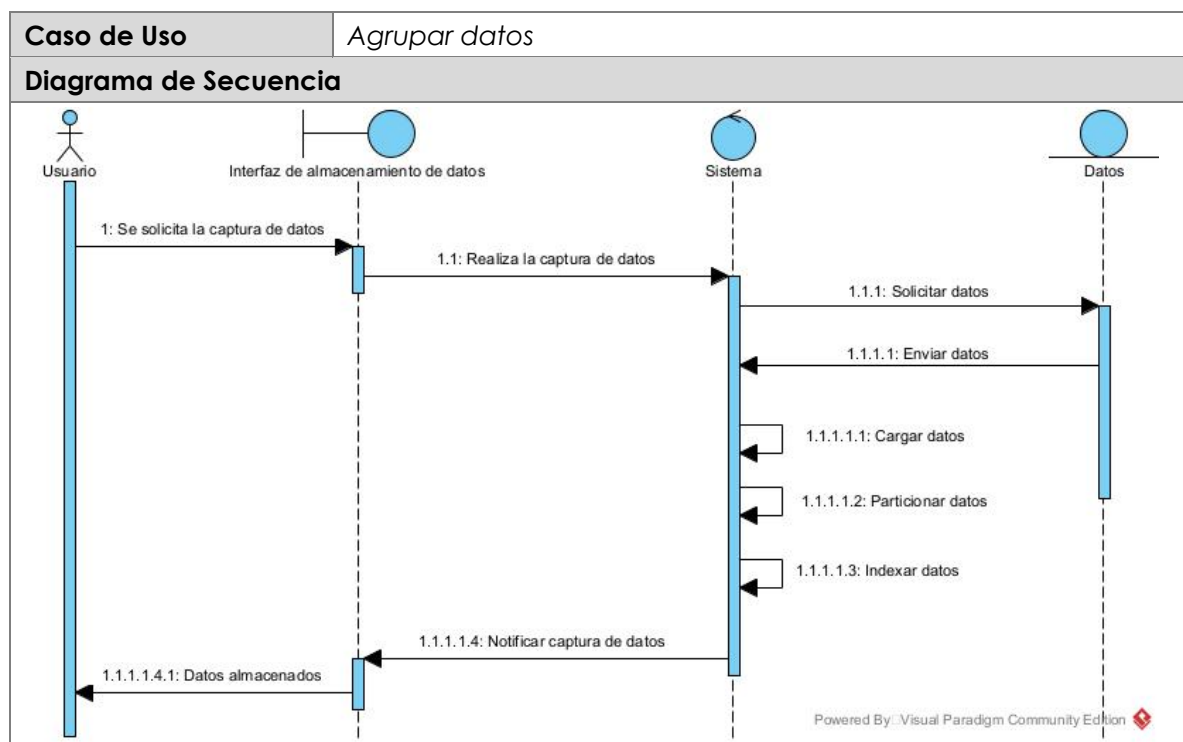 Caso de Uso Agrupar datos
Diagrama de Secuencia
Usuario Interfaz de almacenamiento de datos Sistema Datos
1: Se solicita la captura de datos
1.1: Realiza la captura de datos
1.1.1: Solicitar datos
1.1.1.1: Enviar datos
1.1.1.1.1: Cargar datos
1.1.1.1.2: Particionar datos
1.1.1.1.3: Indexar datos
1.1.1.1.4: Notificar captura de datos
1.1.1.1.4.1: Datos almacenados
Powered By Visual Paradigm Community Edition